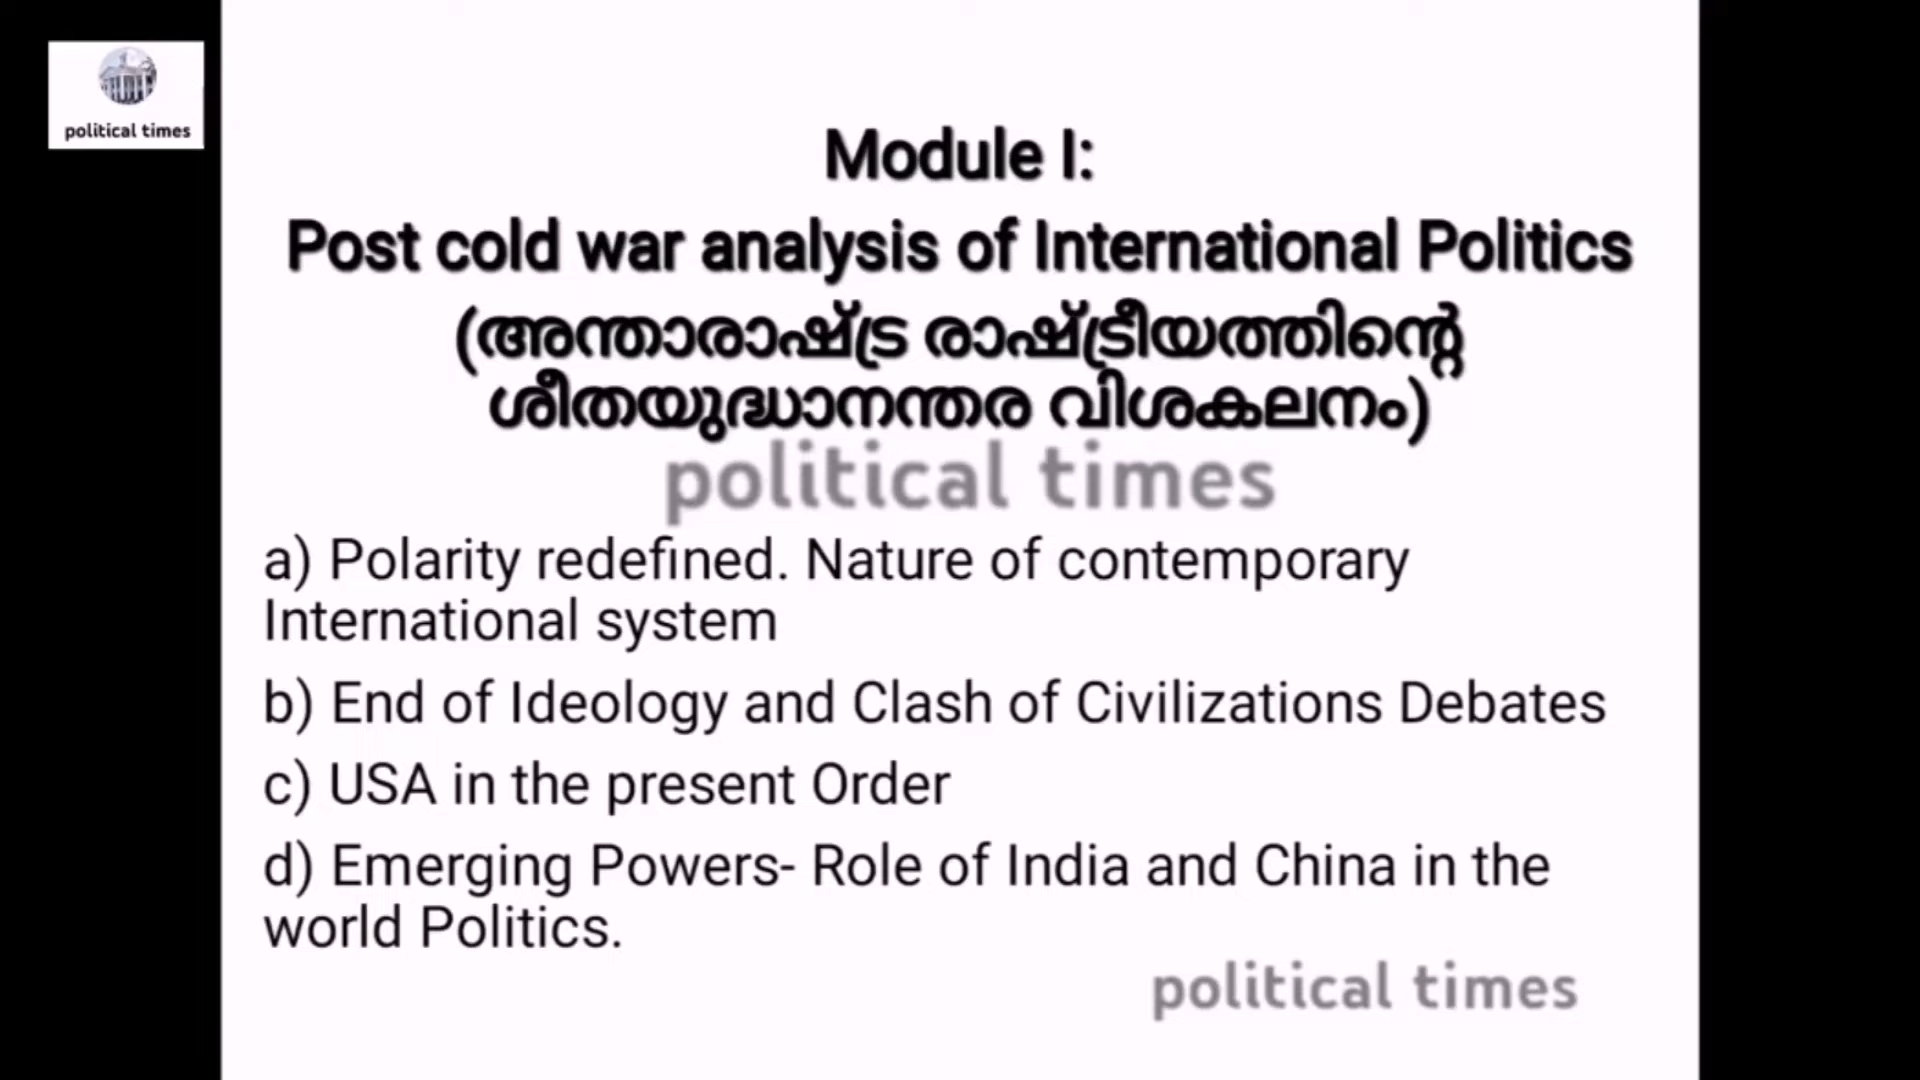 political times
Module I:
Post cold war analysis of International Politics
(അന്താരാഷ്ട്ര രാഷ്ട്രീയത്തിന്റെ
ശീതയുദ്ധാനന്തര വിശകലനം)
political times
a) Polarity redefined. Nature of contemporary
International system
b) End of Ideology and Clash of Civilizations Debates
c) USA in the present Order
d) Emerging Powers- Role of India and China in the
world Politics.
political times